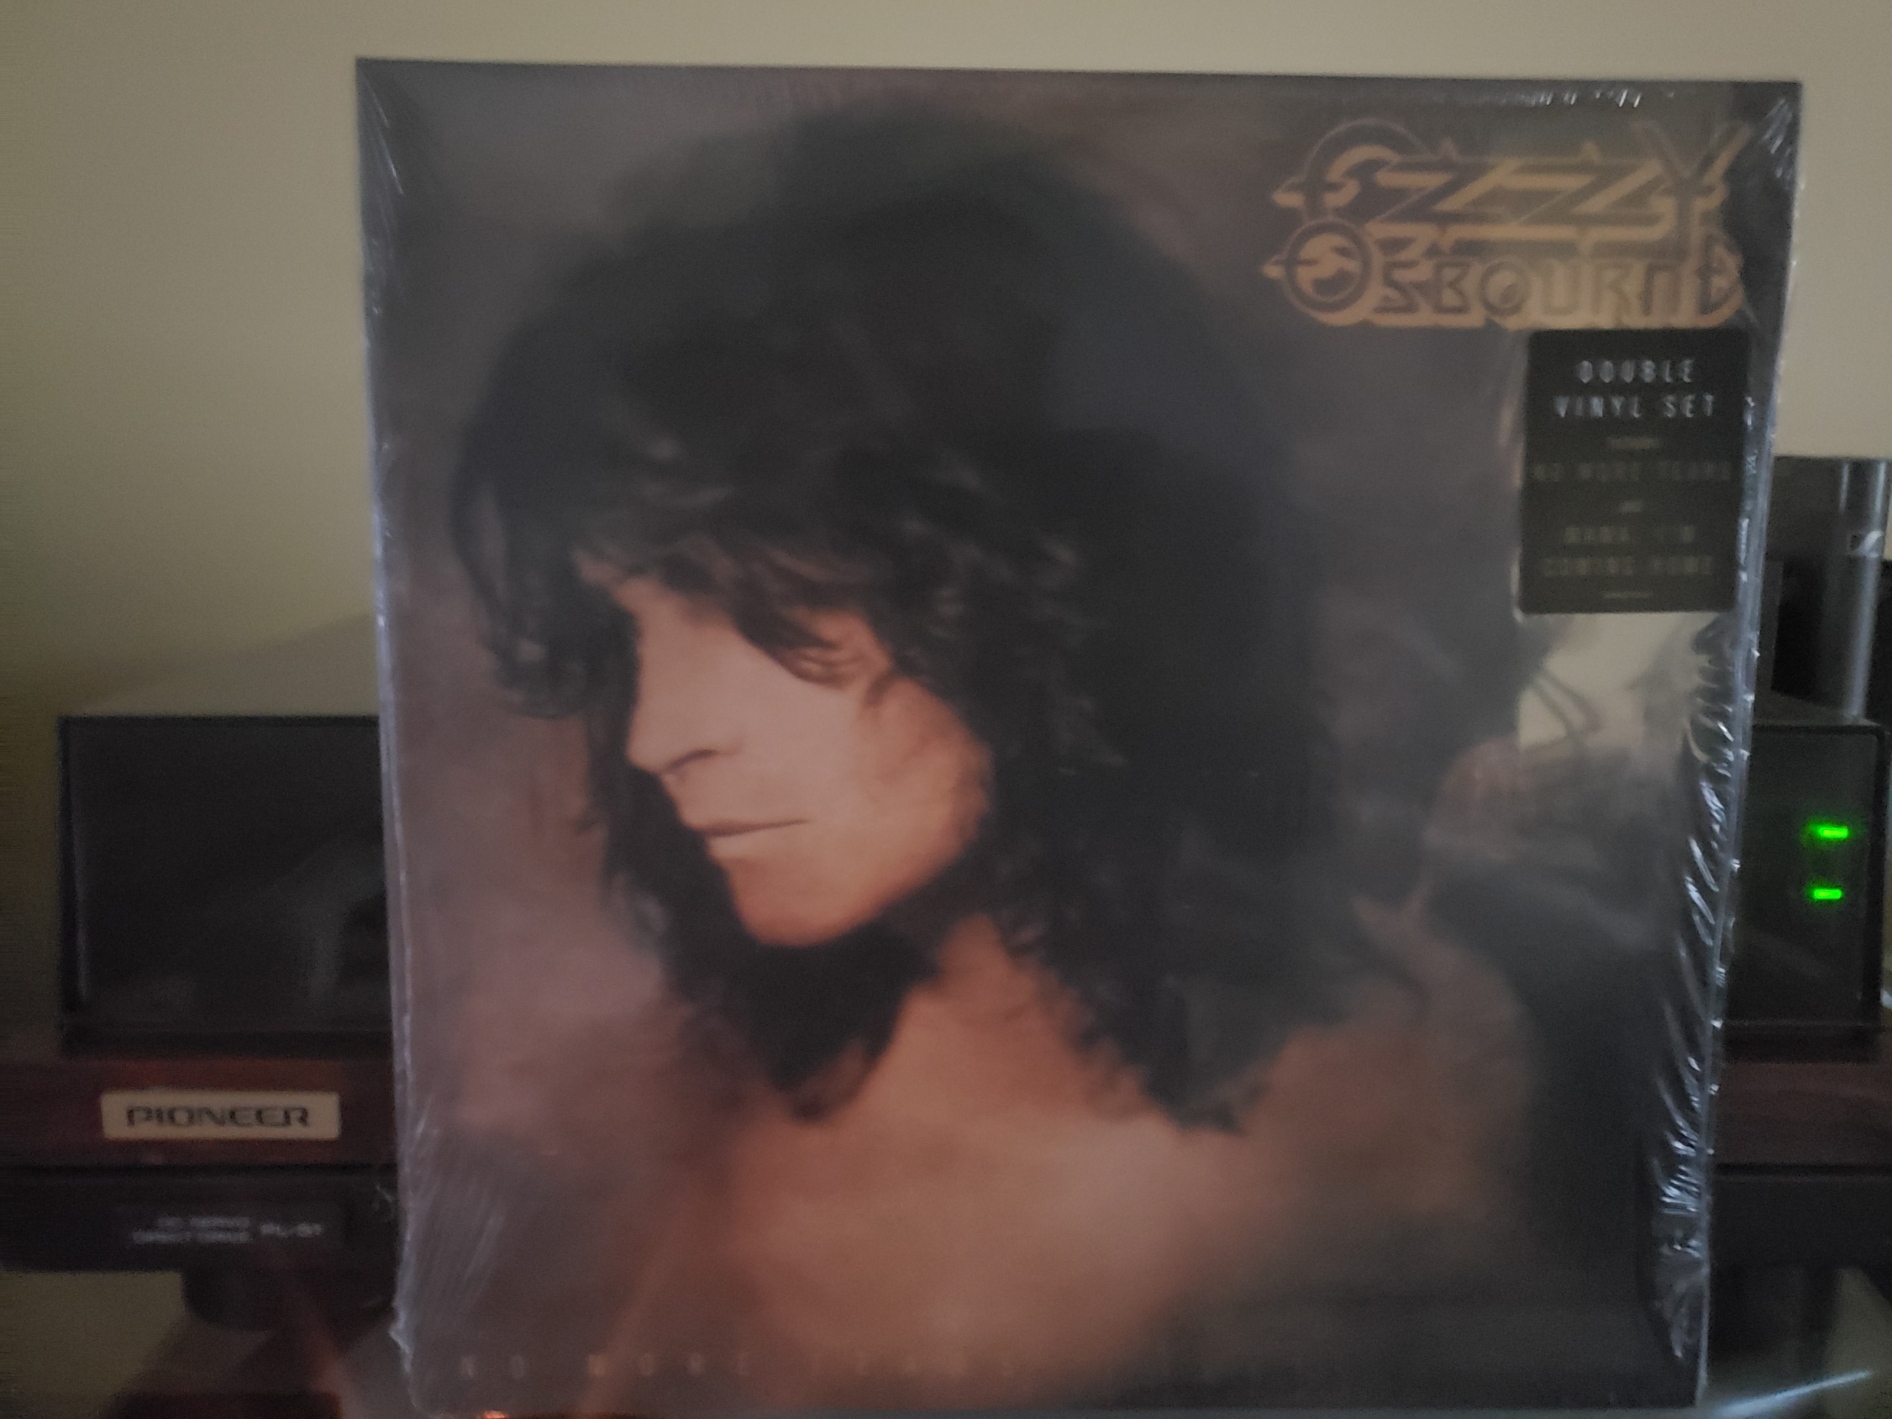 OZZY
OSBOURNE
DOUBLE
VINYL SET
NO MORE TEARS
MAMA, I'M
COMING HOME
PIONEER
NO MORE TEARS